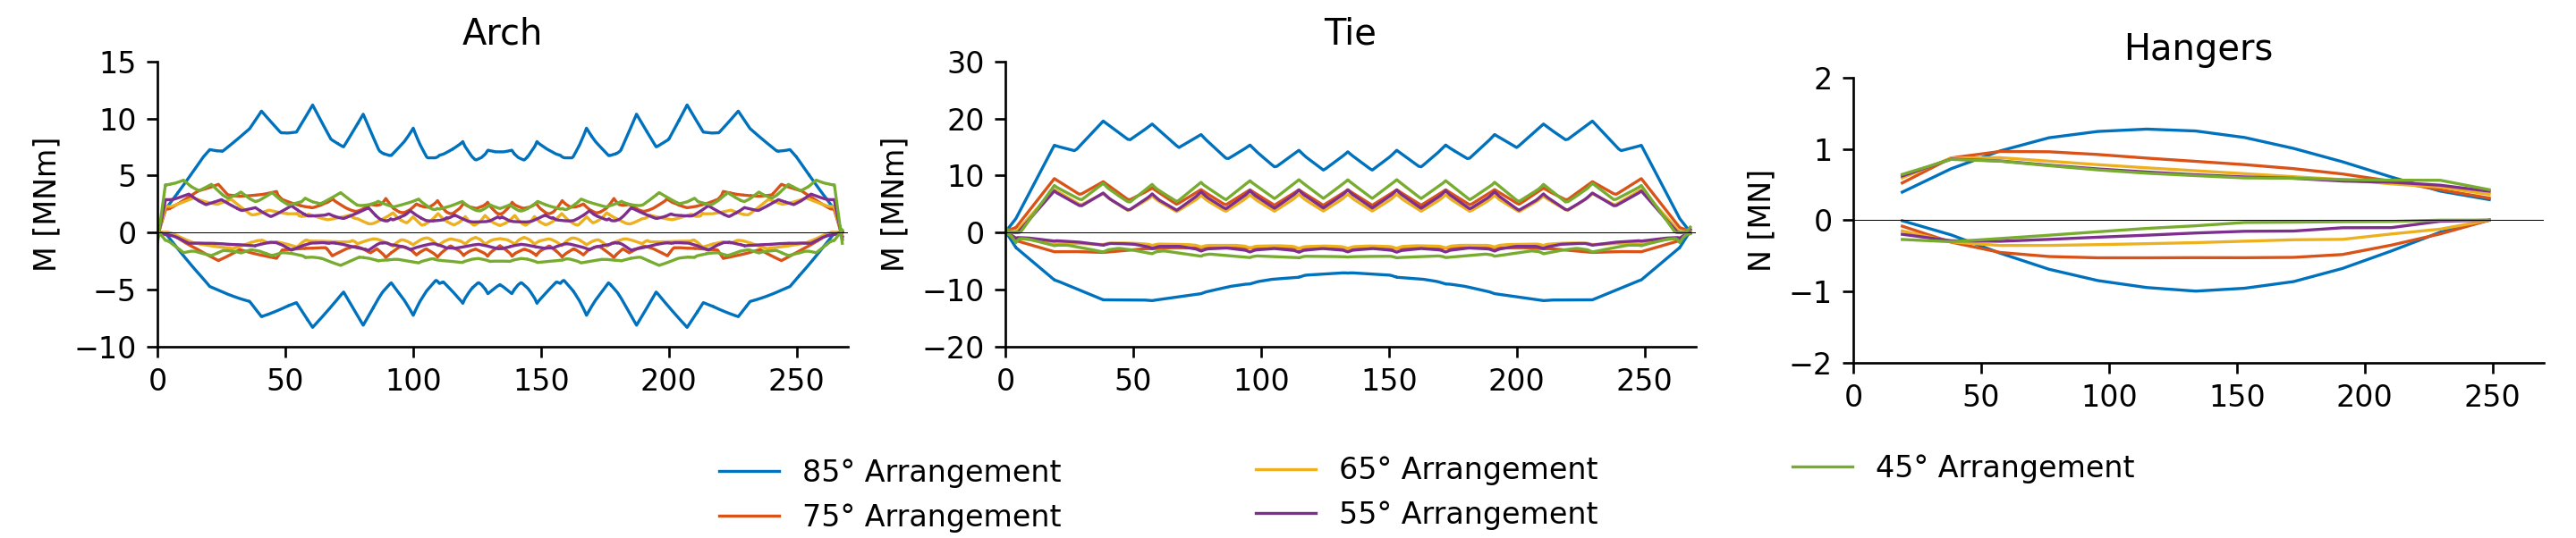 Arch
M [MNm]
15
10
5
0
−5
−10
0 50 100 150 200 250
Tie
M [MNm]
30
20
10
0
−10
−20
0 50 100 150 200 250
Hangers
N [MN]
2
1
0
−1
−2
0 50 100 150 200 250
85° Arrangement
75° Arrangement
65° Arrangement
55° Arrangement
45° Arrangement